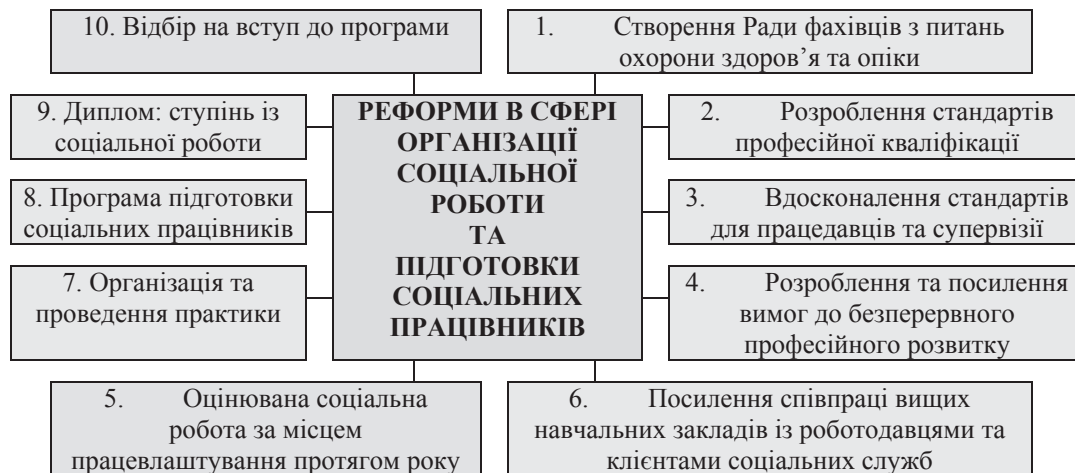 10. Відбір на вступ до програми
1. Створення Ради фахівців з питань
охорони здоров’я та опіки
9. Диплом: ступінь із
соціальної роботи
РЕФОРМИ В СФЕРІ
ОРГАНІЗАЦІЇ
СОЦІАЛЬНОЇ
РОБОТИ
ТА
ПІДГОТОВКИ
СОЦІАЛЬНИХ
ПРАЦІВНИКІВ
2. Розроблення стандартів
професійної кваліфікації
8. Програма підготовки
соціальних працівників
3. Вдосконалення стандартів
для працедавців та супервізії
7. Організація та
проведення практики
4. Розроблення та посилення
вимог до безперервного
професійного розвитку
5. Оцінювана соціальна
робота за місцем
працевлаштування протягом року
6. Посилення співпраці вищих
навчальних закладів із роботодавцями та
клієнтами соціальних служб